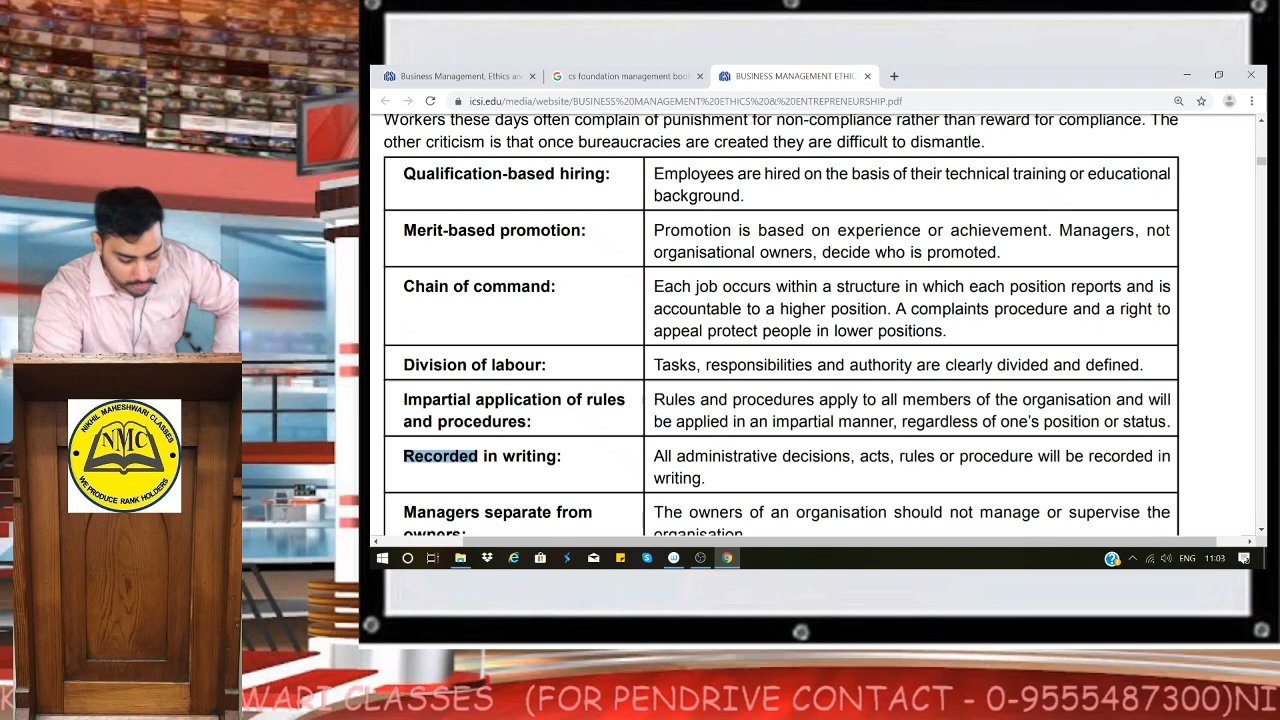 Business Management. Ethics an
cs foundation management boo
BUSINESS MANAGEMENT ETHIC
icsi.edu/media/website/BUSINESS%20MANAGEMENT%20ETHICS%20&%20ENTREPRENEURSHIP.pdf
Workers these days often complain of punishment for non-compliance rather than reward for compliance. The
other criticism is that once bureaucracies are created they are difficult to dismantle.
Qualification-based hiring:
Employees are hired on the basis of their technical training or educational
background.
Merit-based promotion:
Promotion is based on experience or achievement. Managers, not
organisational owners, decide who is promoted.
Chain of command:
Each job occurs within a structure in which each position reports and is
accountable to a higher position. A complaints procedure and a right to
appeal protect people in lower positions.
Division of labour:
Tasks, responsibilities and authority are clearly divided and defined.
Impartial application of rules
and procedures:
Rules and procedures apply to all members of the organisation and will
be applied in an impartial manner, regardless of one's position or status.
Recorded in writing:
All administrative decisions, acts, rules or procedure will be recorded in
writing.
Managers separate from
owners:
The owners of an organisation should not manage or supervise the
organisation
ENG 11:03
NIKHIL MAHESHWARI CLASSES
NMC
WE PRODUCE RANK HOLDERS
WARI CLASSES (FOR PENDRIVE CONTACT - 0-9555487300)NI